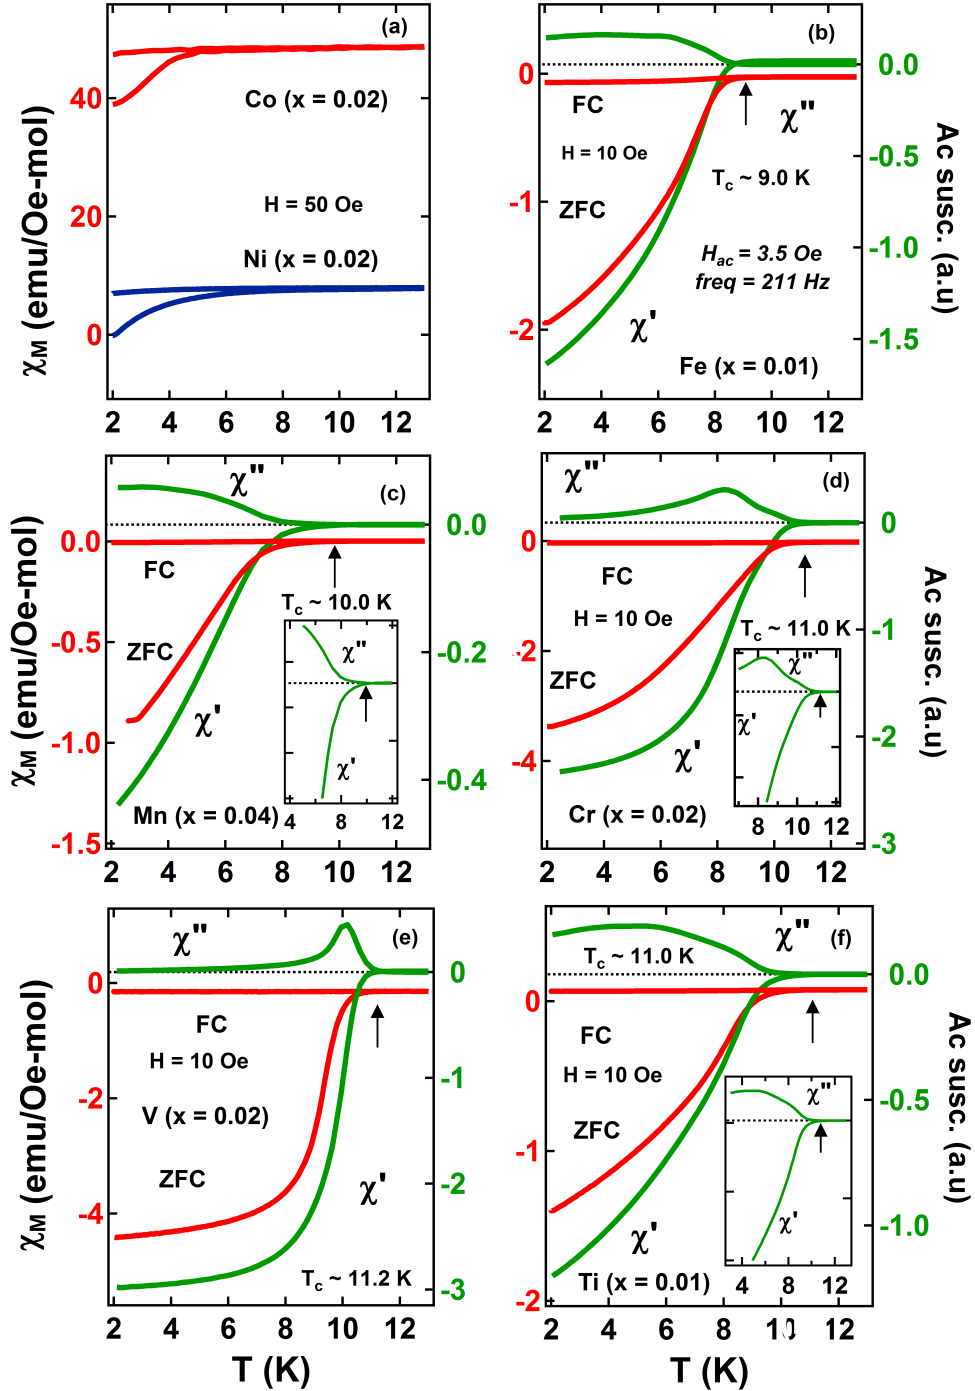 (a)
χM (emu/Oe-mol)
40
20
0
Co (x = 0.02)
H = 50 Oe
Ni (x = 0.02)
2 4 6 8 10 12
(b)
0
-1
-2
FC
χ''
H = 10 Oe
Tc ~ 9.0 K
ZFC
Hac = 3.5 Oe
freq = 211 Hz
χ'
Fe (x = 0.01)
0.0
-0.5
-1.0
-1.5
Ac susc. (a.u)
2 4 6 8 10 12
χ''
(c)
χM (emu/Oe-mol)
0.0
-0.5
-1.0
-1.5
FC
Tc ~ 10.0 K
ZFC
χ'
χ''
χ'
4 8 12
Mn (x = 0.04)
0.0
-0.2
-0.4
2 4 6 8 10 12
χ''
(d)
0
-2
-4
FC
H = 10 Oe
Tc ~ 11.0 K
ZFC
χ'
χ''
χ'
8 10 12
Cr (x = 0.02)
0
-1
-2
-3
Ac susc. (a.u)
2 4 6 8 10 12
χ''
(e)
χM (emu/Oe-mol)
0
-2
-4
FC
H = 10 Oe
V (x = 0.02)
ZFC
χ'
Tc ~ 11.2 K
0
-1
-2
-3
2 4 6 8 10 12
T (K)
χ''
(f)
Tc ~ 11.0 K
0
-1
-2
FC
H = 10 Oe
ZFC
χ'
χ''
χ'
4 8 12
Ti (x = 0.01)
0.0
-0.5
-1.0
Ac susc. (a.u)
2 4 6 8 10 12
T (K)